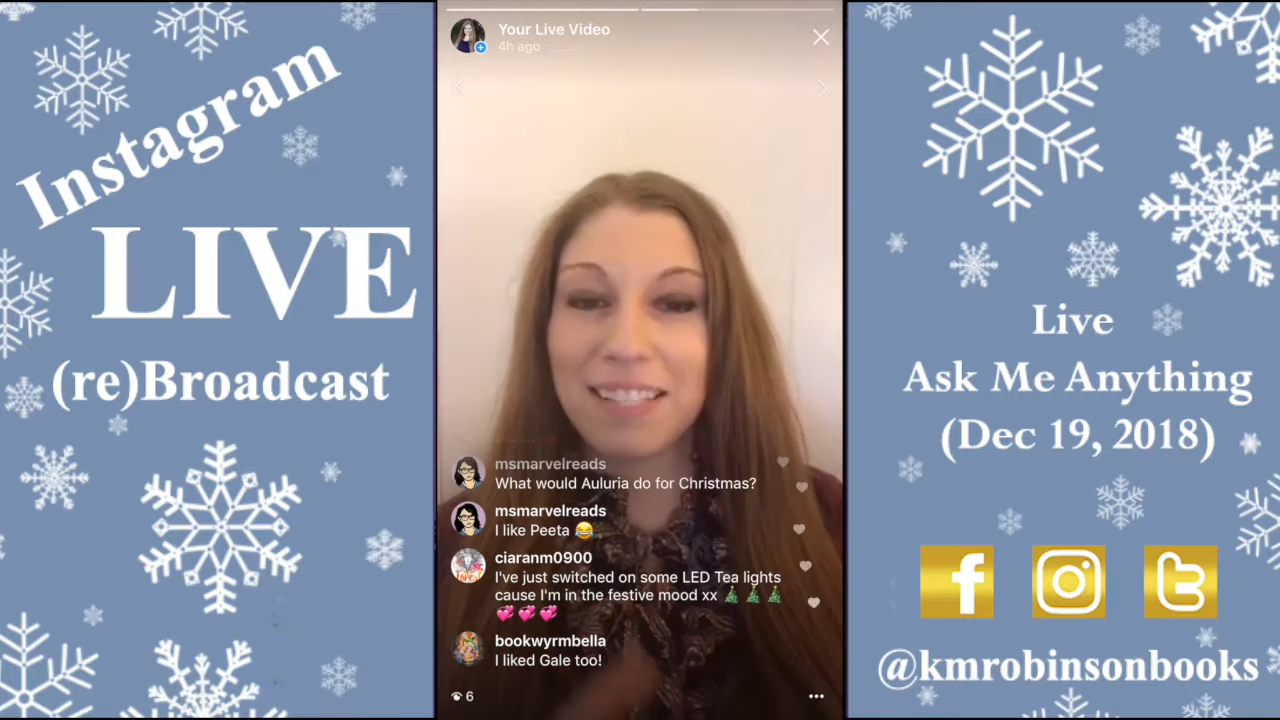 Instagram
LIVE
(re)Broadcast
Your Live Video
4h ago
msmarvelreads
What would Auluria do for Christmas?
msmarvelreads
I like Peeta 😂
ciaranm0900
I've just switched on some LED Tea lights
cause I'm in the festive mood xx 🎄🎄🎄
💞💞💞
bookwyrmbella
I liked Gale too!
6
Live
Ask Me Anything
(Dec 19, 2018)
@kmrobinsonbooks